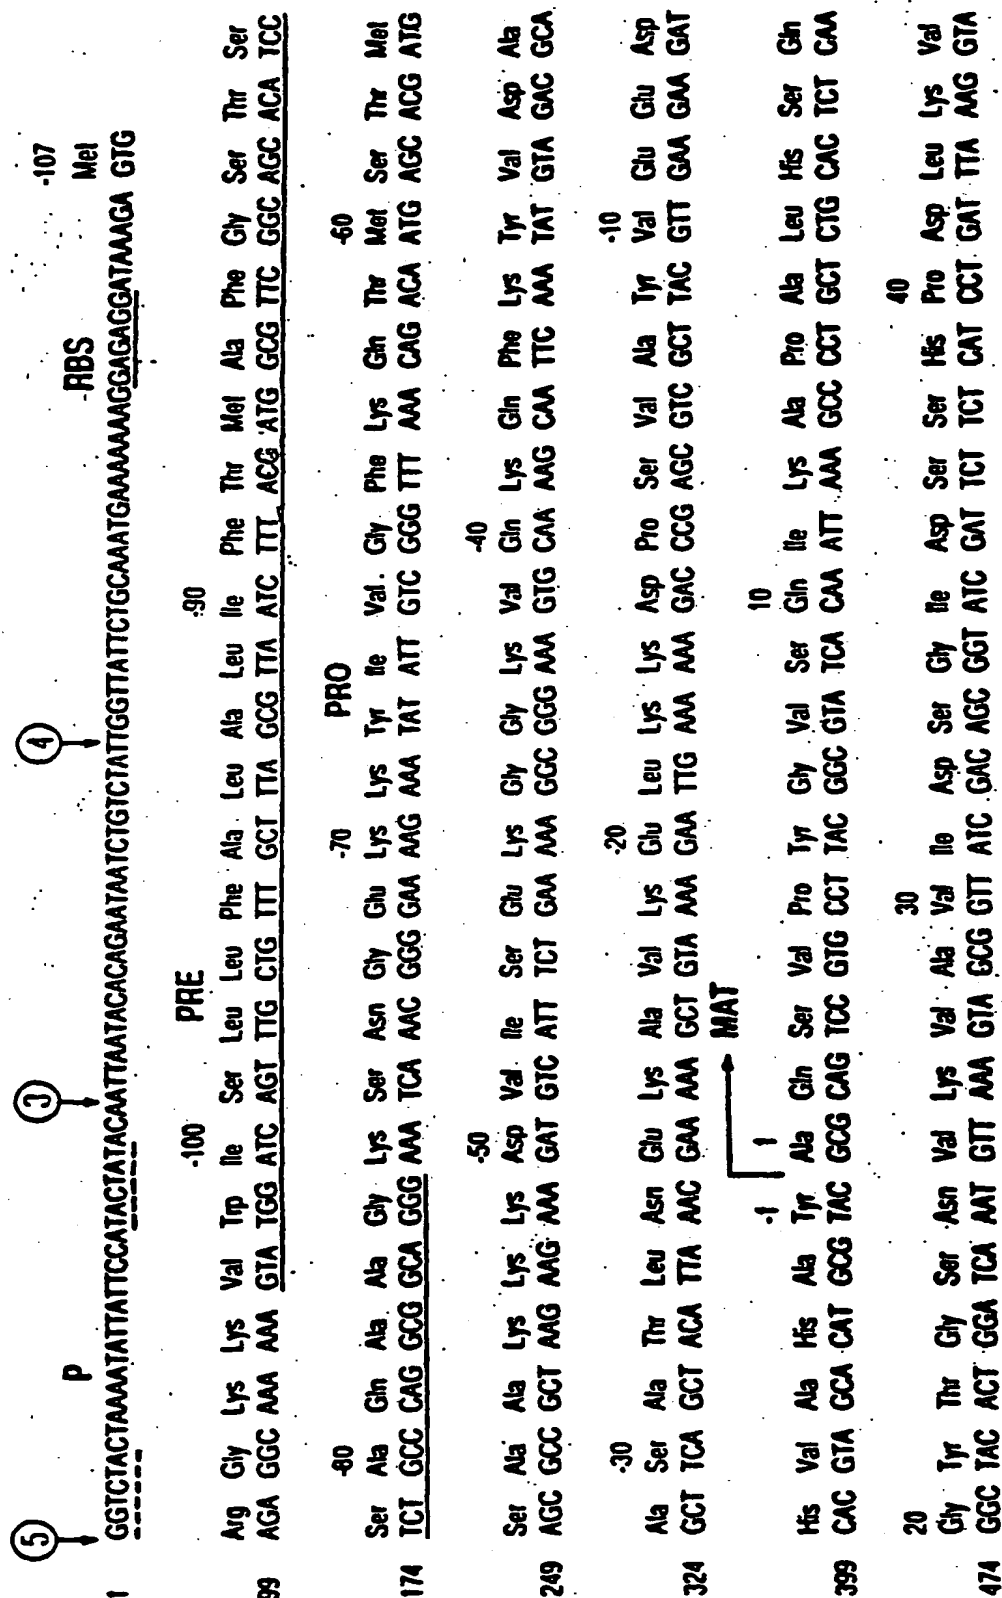 -107
5 P 3 4 -RBS Met
1 GGTCTACTAAAATATTATTCCATACTATACAATTAATACACAGAATAATCTGTCTATTGGTTATTCTGCAAATGAAAAAAAGGAGAGGATAAAGA GTG
-100 PRE -90
Arg Gly Lys Lys Val Trp Ile Ser Leu Leu Phe Ala Leu Ala Leu Ile Phe Thr Met Ala Phe Gly Ser Thr Ser
99 AGA GGC AAA AAA GTA TGG ATC AGT TTG CTG TTT GCT TTA GCG TTA ATC TTT ACG ATG GCG TTC GGC AGC ACA TCC
-80 -70 PRO -60
Ser Ala Gln Ala Ala Gly Lys Ser Asn Gly Glu Lys Lys Tyr Ile Val Gly Phe Lys Gln Thr Met Ser Thr Met
174 TCT GCC CAG GCG GCA GGG AAA TCA AAC GGG GAA AAG AAA TAT ATT GTC GGG TTT AAA CAG ACA ATG AGC ACG ATG
-50 -40
Ser Ala Ala Lys Lys Lys Asp Val Ile Ser Glu Lys Gly Gly Lys Val Gln Lys Gln Phe Lys Tyr Val Asp Ala
249 AGC GCC GCT AAG AAG AAA GAT GTC ATT TCT GAA AAA GGC GGG AAA GTG CAA AAG CAA TTC AAA TAT GTA GAC GCA
-30 -20 -10
Ala Ser Ala Thr Leu Asn Glu Lys Ala Val Lys Glu Leu Lys Lys Asp Pro Ser Val Ala Tyr Val Glu Glu Asp
324 GCT TCA GCT ACA TTA AAC GAA AAA GCT GTA AAA GAA TTG AAA AAA GAC CCG AGC GTC GCT TAC GTT GAA GAA GAT
MAT
-1 1 10
His Val Ala His Ala Tyr Ala Gln Ser Val Pro Tyr Gly Val Ser Gln Ile Lys Ala Pro Ala Leu His Ser Gln
399 CAC GTA GCA CAT GCG TAC GCG CAG TCC GTG CCT TAC GGC GTA TCA CAA ATT AAA GCC CCT GCT CTG CAC TCT CAA
20 30 40
Gly Tyr Thr Gly Ser Asn Val Lys Val Ala Val Ile Asp Ser Gly Ile Asp Ser Ser His Pro Asp Leu Lys Val
474 GGC TAC ACT GGA TCA AAT GTT AAA GTA GCG GTT ATC GAC AGC GGT ATC GAT TCT TCT CAT CCT GAT TTA AAG GTA